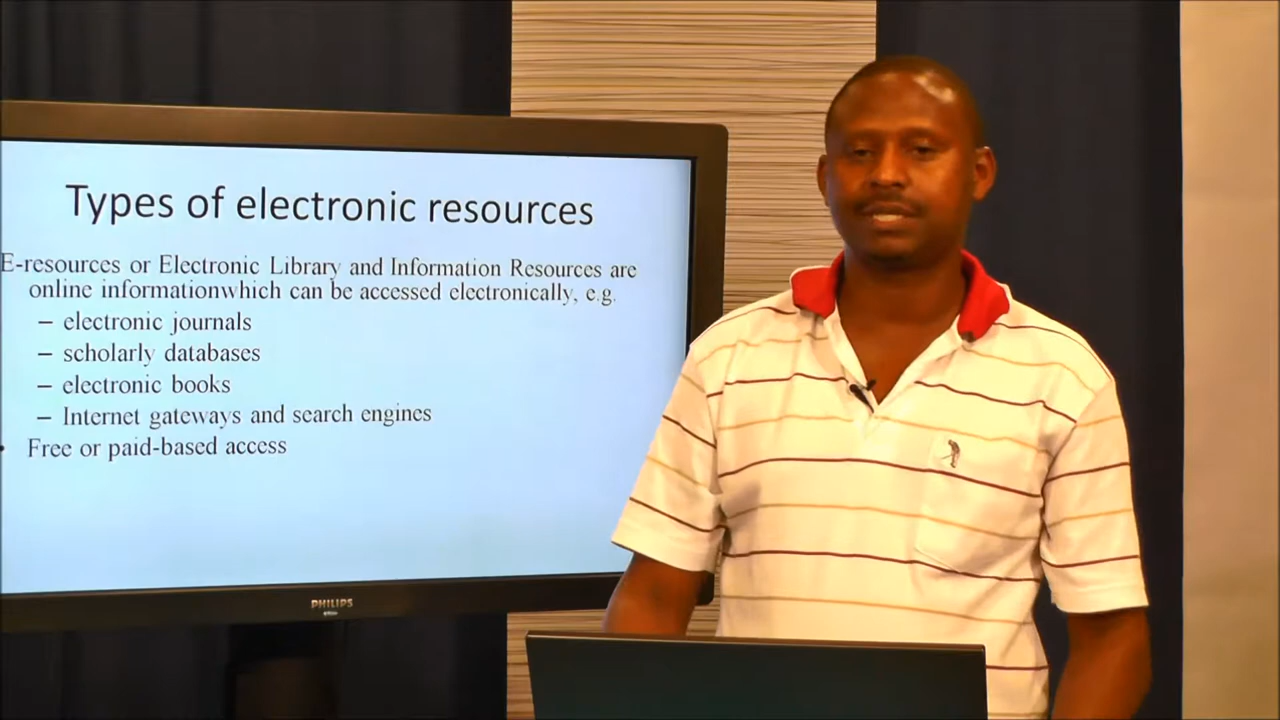 Types of electronic resources
E-resources or Electronic Library and Information Resources are
online informationwhich can be accessed electronically, e.g.
– electronic journals
– scholarly databases
– electronic books
– Internet gateways and search engines
• Free or paid-based access
PHILIPS